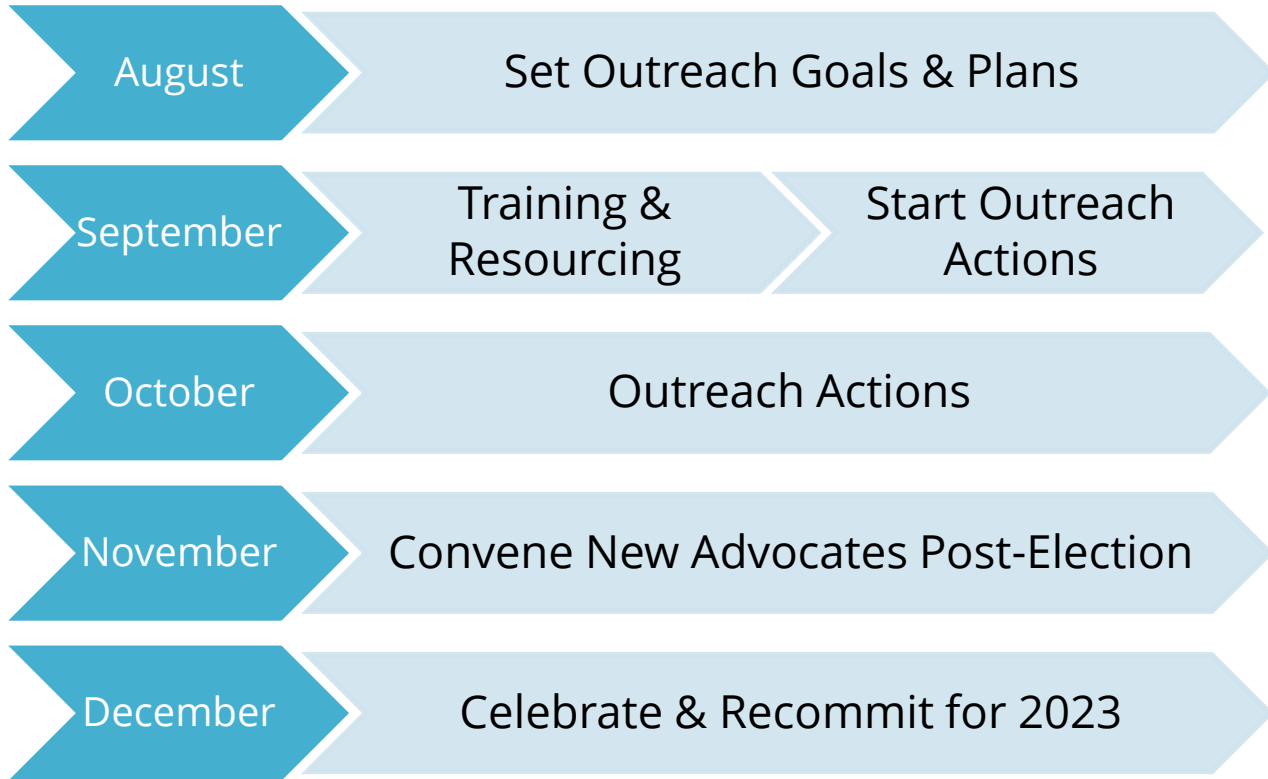 August
Set Outreach Goals & Plans
September
Training &
Resourcing
Start Outreach
Actions
October
Outreach Actions
November
Convene New Advocates Post-Election
December
Celebrate & Recommit for 2023